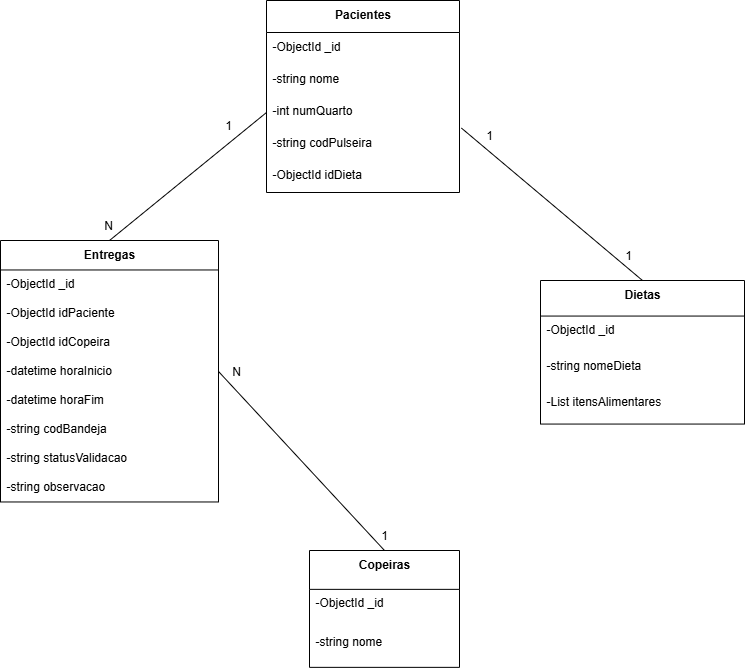 Pacientes
-ObjectId _id
-string nome
-int numQuarto
-string codPulseira
-ObjectId idDieta
1
N
1
1
Entregas
-ObjectId _id
-ObjectId idPaciente
-ObjectId idCopeira
-datetime horaInicio
-datetime horaFim
-string codBandeja
-string statusValidacao
-string observacao
Dietas
-ObjectId _id
-string nomeDieta
-List itensAlimentares
N
1
Copeiras
-ObjectId _id
-string nome